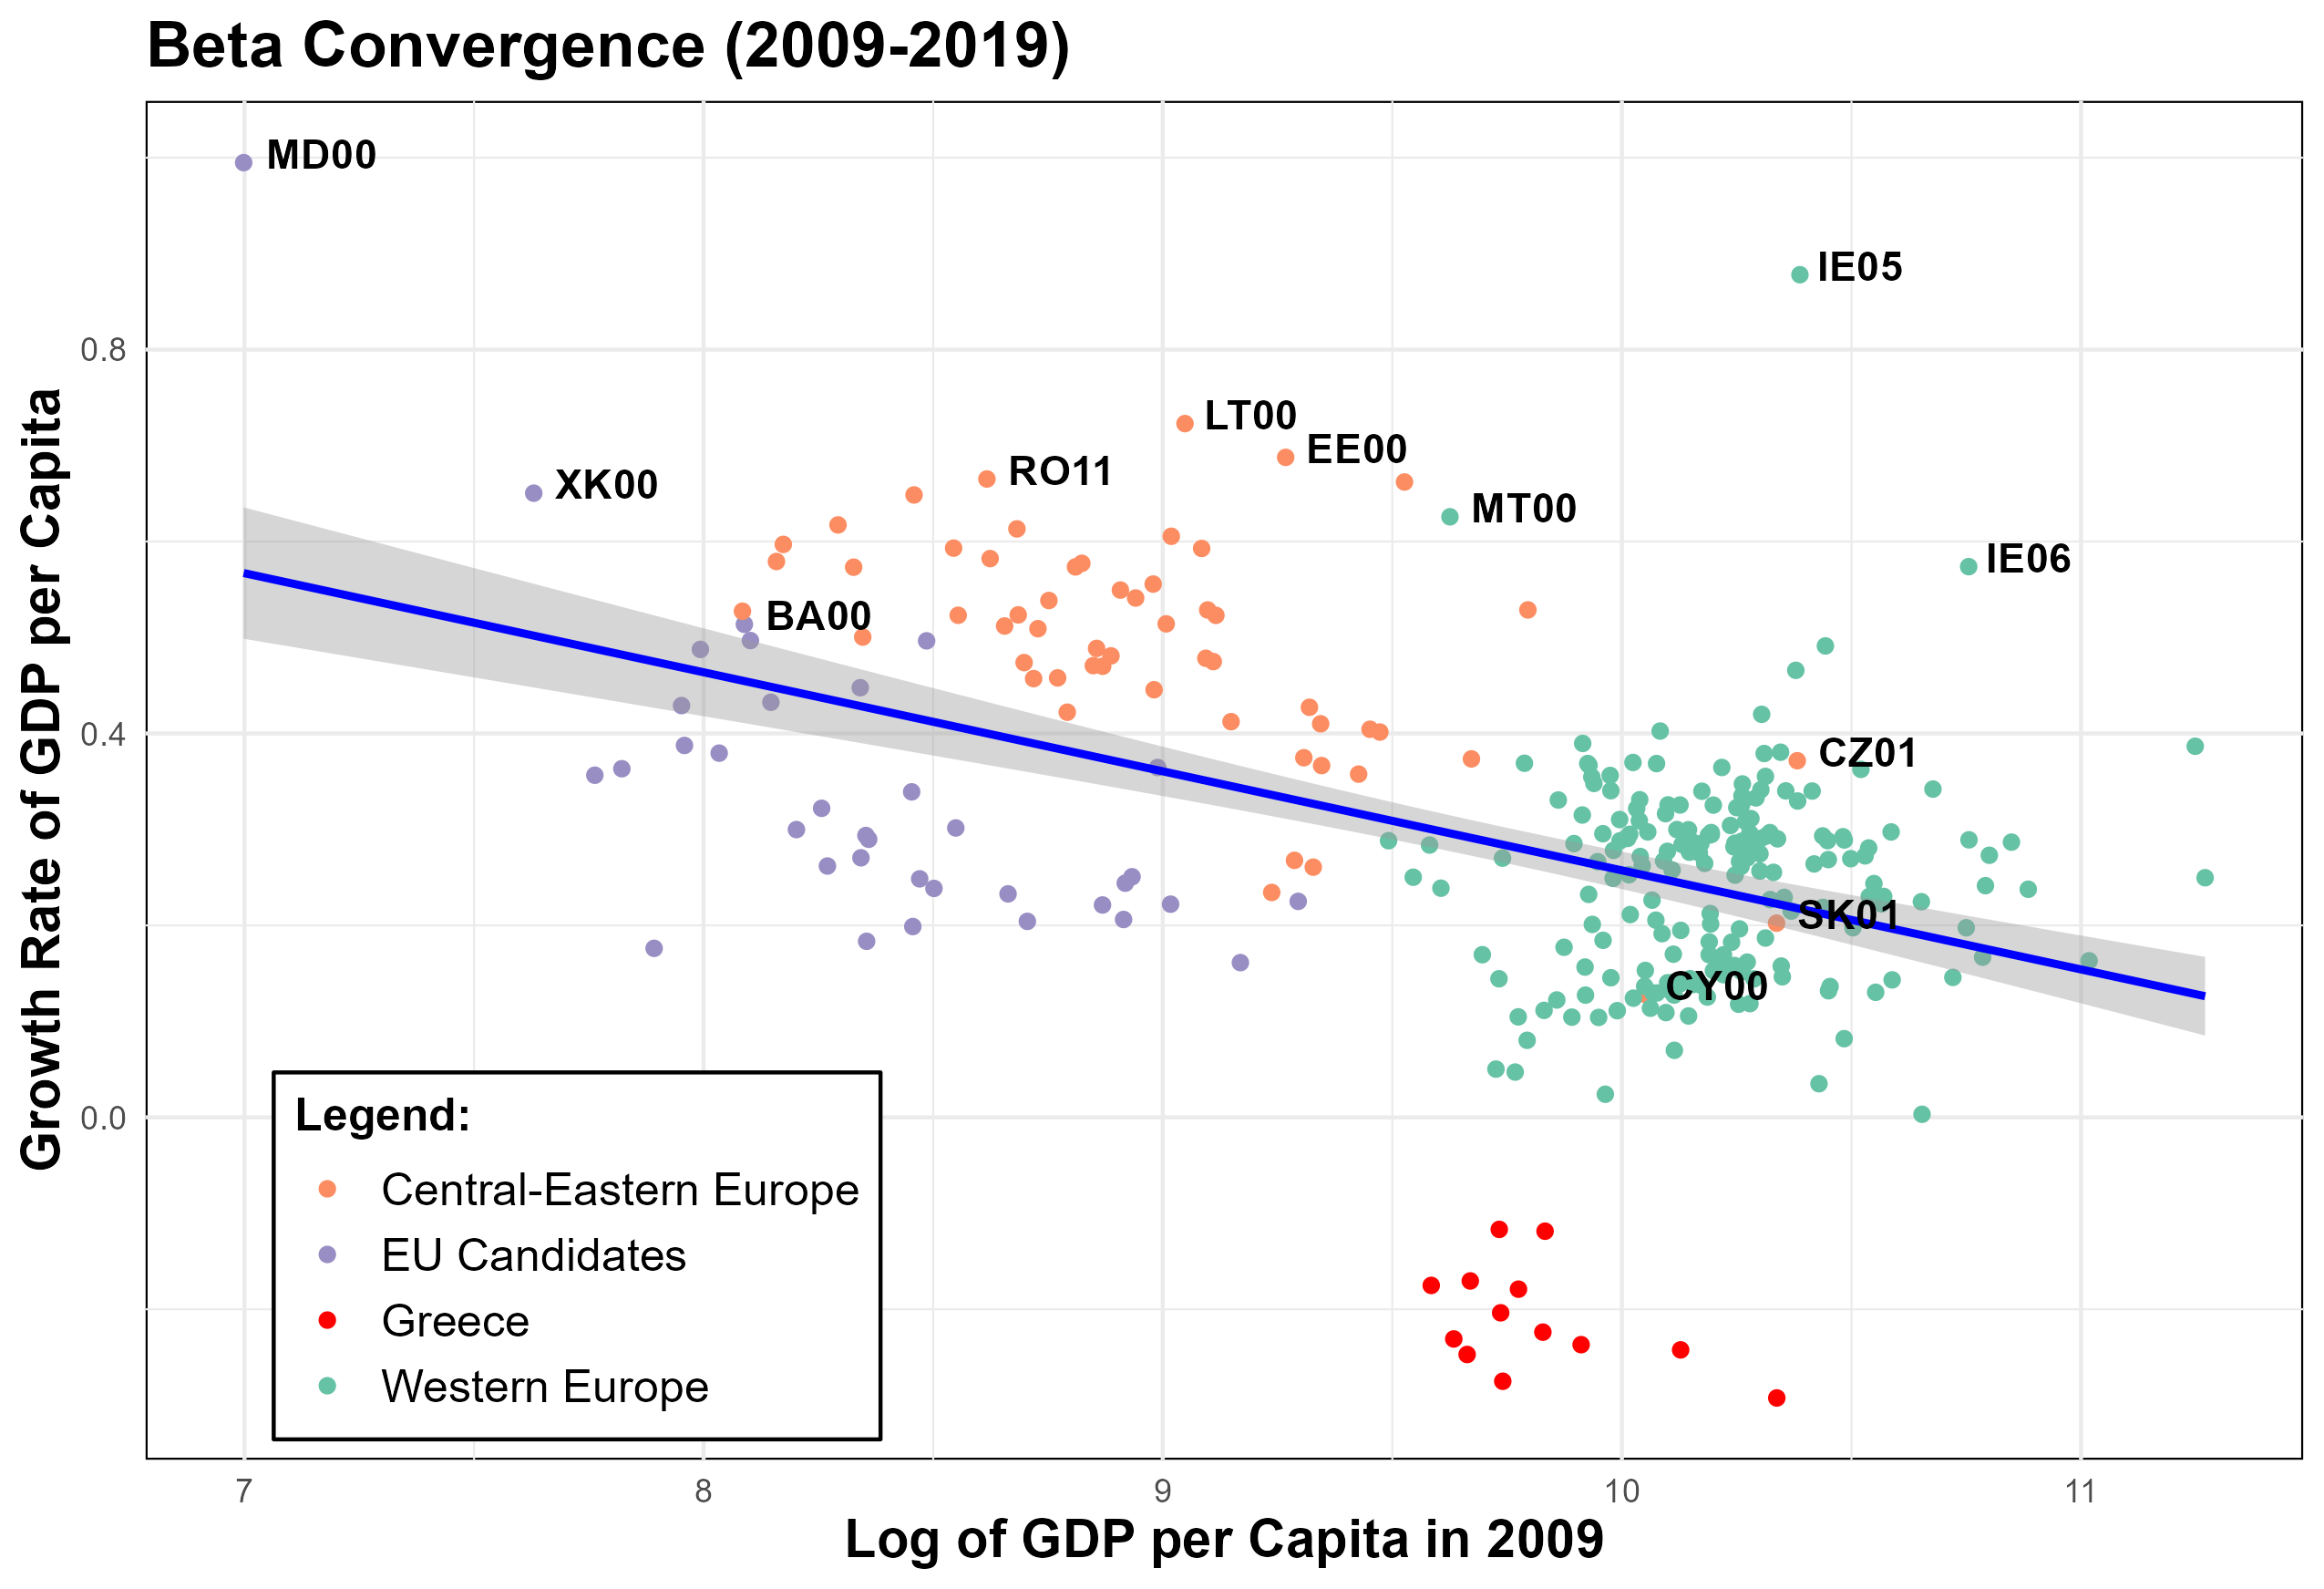 Beta Convergence (2009-2019)
MD00
IE05
0.8
LT00
EE00
RO11
XK00
MT00
IE06
BA00
Growth Rate of GDP per Capita
0.4
CZ01
SK01
CY00
0.0
Legend:
Central-Eastern Europe
EU Candidates
Greece
Western Europe
7 8 9 10 11
Log of GDP per Capita in 2009